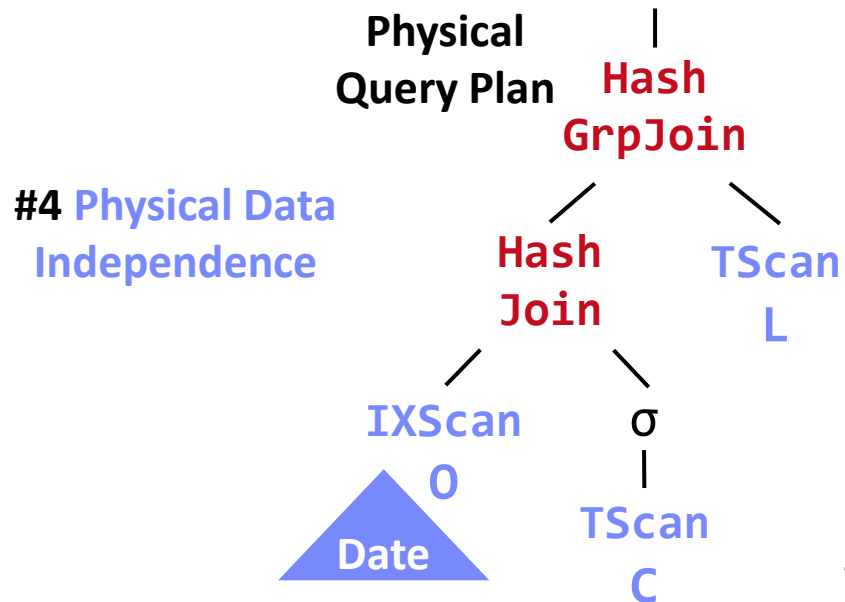 Physical
Query Plan
Hash
GrpJoin
#4 Physical Data
Independence
Hash
Join
TScan
L
IXScan
O
σ
Date
TScan
C